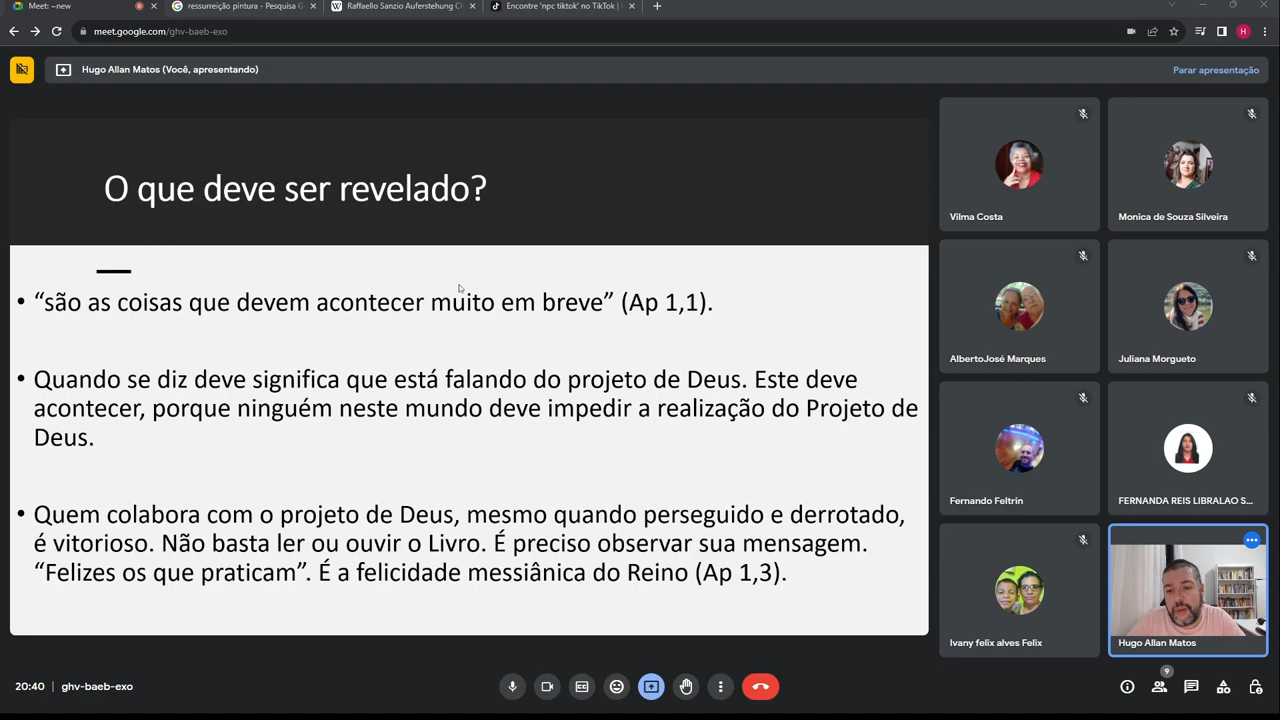 Meet: –new
ressurreição pintura - Pesquisa G
Raffaello Sanzio Auferstehung C
Encontre 'npc tiktok' no TikTok |
meet.google.com/ghv-baeb-exo
H
Hugo Allan Matos (Você, apresentando)
Parar apresentação
O que deve ser revelado?
• “são as coisas que devem acontecer muito em breve” (Ap 1,1).
• Quando se diz deve significa que está falando do projeto de Deus. Este deve
acontecer, porque ninguém neste mundo deve impedir a realização do Projeto de
Deus.
• Quem colabora com o projeto de Deus, mesmo quando perseguido e derrotado,
é vitorioso. Não basta ler ou ouvir o Livro. É preciso observar sua mensagem.
“Felizes os que praticam”. É a felicidade messiânica do Reino (Ap 1,3).
Vilma Costa
Monica de Souza Silveira
AlbertoJosé Marques
Juliana Morgueto
Fernando Feltrin
FERNANDA REIS LIBRALAO S...
Ivany felix alves Felix
Hugo Allan Matos
20:40
ghv-baeb-exo
9